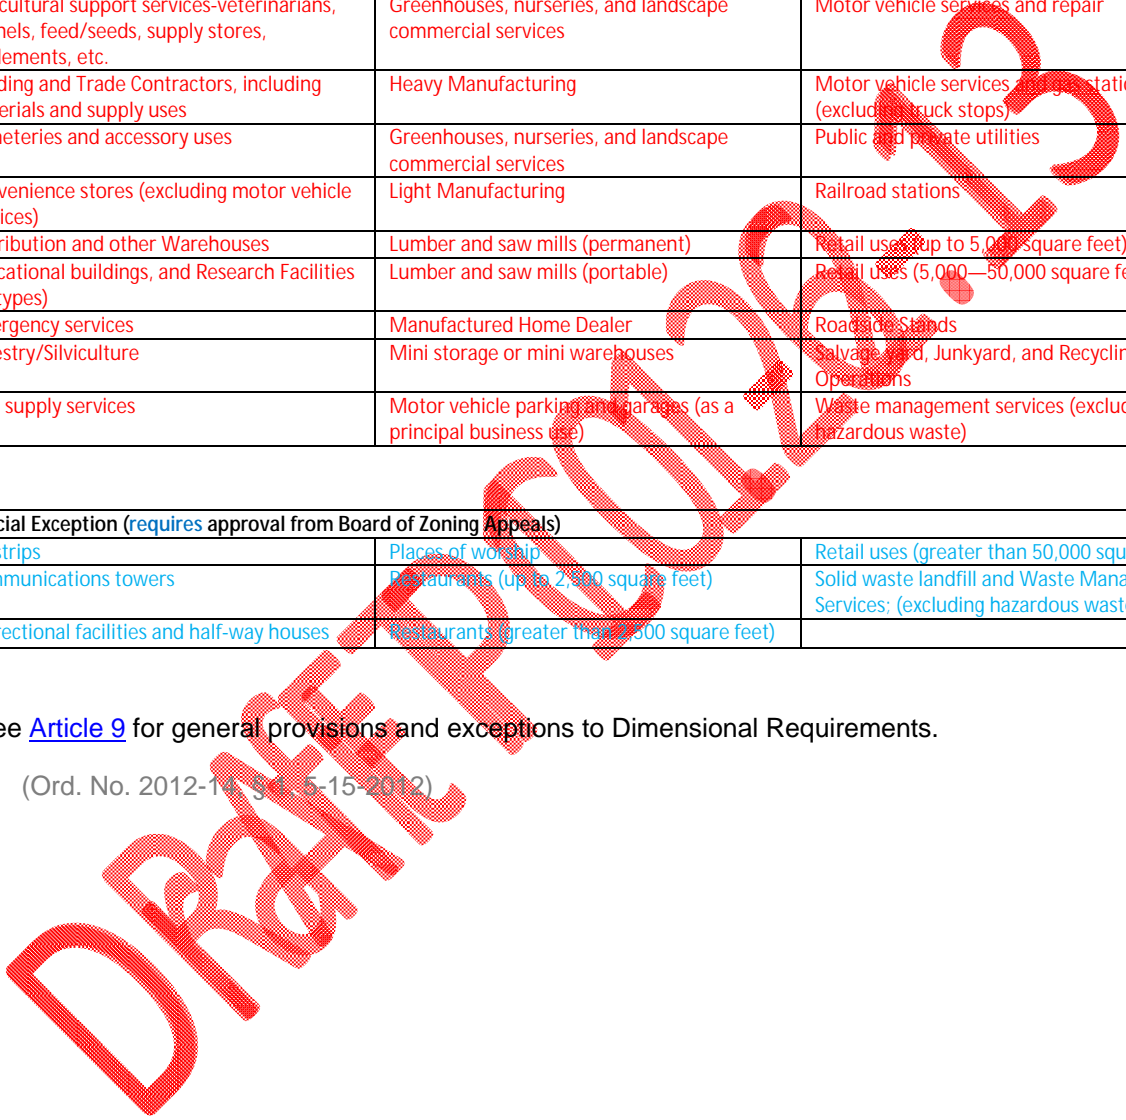 cultural support services-veterinarians,
nels, feed/seeds, supply stores,
lements, etc.
Greenhouses, nurseries, and landscape
commercial services
Motor vehicle services and repair
ding and Trade Contractors, including
erials and supply uses
Heavy Manufacturing
Motor vehicle services and gas statio
(excluding truck stops)
neteries and accessory uses
Greenhouses, nurseries, and landscape
commercial services
Public and private utilities
venience stores (excluding motor vehicle
ices)
Light Manufacturing
Railroad stations
ribution and other Warehouses
Lumber and saw mills (permanent)
Retail uses (up to 5,000 square feet)
cational buildings, and Research Facilities
types)
Lumber and saw mills (portable)
Retail uses (5,000—50,000 square fe
ergency services
Manufactured Home Dealer
Roadside Stands
estry/Silviculture
Mini storage or mini warehouses
Salvage yard, Junkyard, and Recyclin
Operations
supply services
Motor vehicle parking and garages (as a
principal business use)
Waste management services (exclud
hazardous waste)
cial Exception (requires approval from Board of Zoning Appeals)
strips
Places of worship
Retail uses (greater than 50,000 squ
mmunications towers
Restaurants (up to 2,500 square feet)
Solid waste landfill and Waste Mana
Services; (excluding hazardous wast
rectional facilities and half-way houses
Restaurants (greater than 2,500 square feet)
ee Article 9 for general provisions and exceptions to Dimensional Requirements.
(Ord. No. 2012-14, § 1, 5-15-2012)
DRAFT